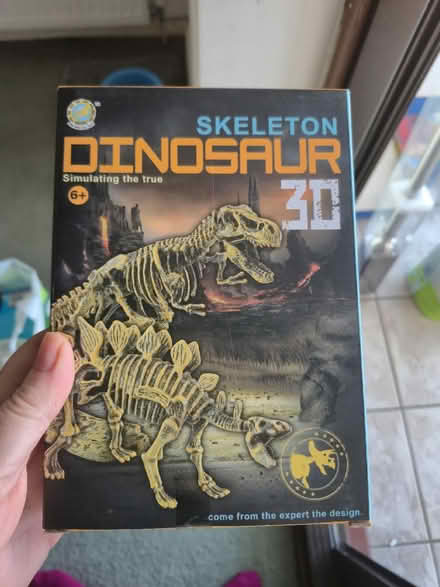 SKELETON
DINOSAUR
Simulating the true
3D
6+
come from the expert the design.